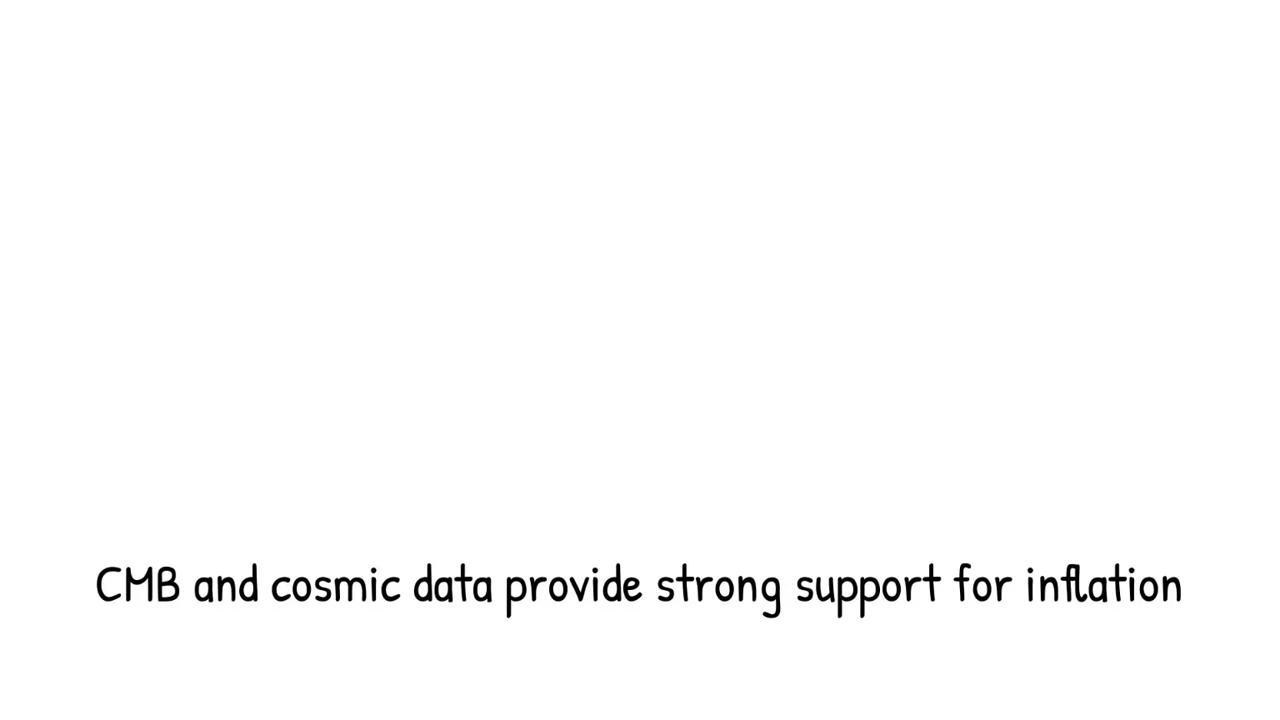 CMB and cosmic data provide strong support for inflation